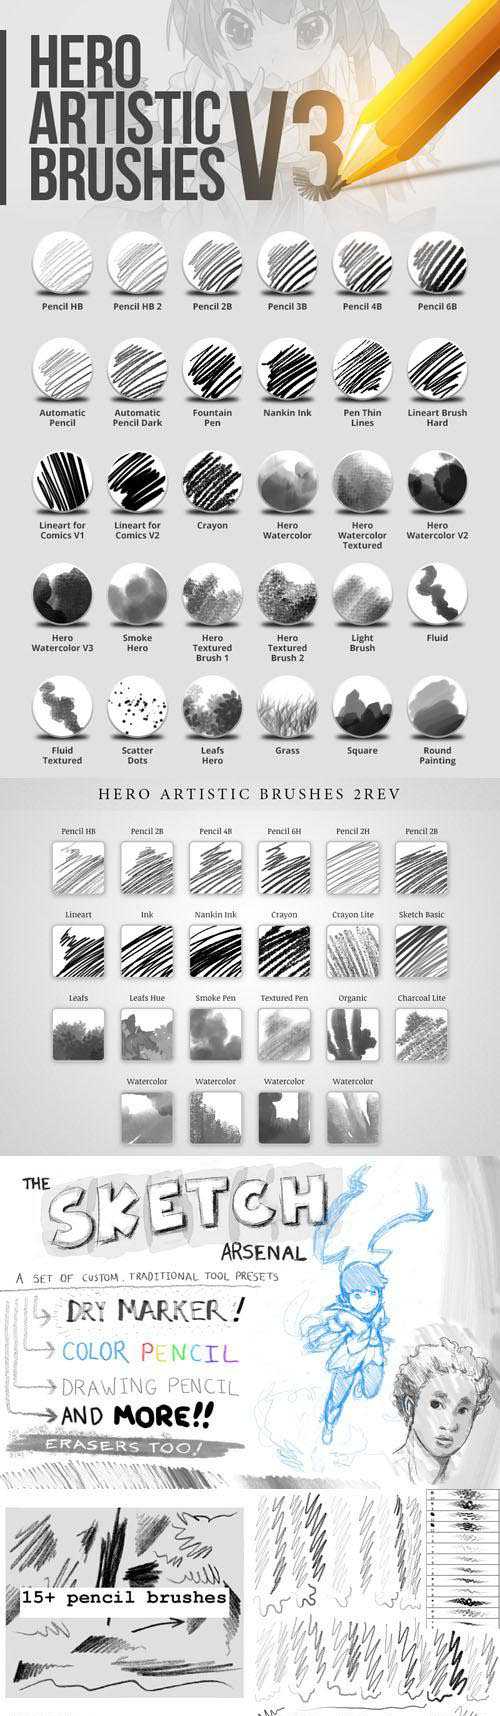 HERO
ARTISTIC
BRUSHES V3
Pencil HB
Pencil HB 2
Pencil 2B
Pencil 3B
Pencil 4B
Pencil 6B
Automatic
Pencil
Automatic
Pencil Dark
Fountain
Pen
Nankin Ink
Pen Thin
Lines
Lineart Brush
Hard
Lineart for
Comics V1
Lineart for
Comics V2
Crayon
Hero
Watercolor
Hero
Watercolor
Textured
Hero
Watercolor V2
Hero
Watercolor V3
Smoke
Hero
Hero
Textured
Brush 1
Hero
Textured
Brush 2
Light
Brush
Fluid
Fluid
Textured
Scatter
Dots
Leafs
Hero
Grass
Square
Round
Painting
HERO ARTISTIC BRUSHES 2REV
Pencil HB
Pencil 2B
Pencil 4B
Pencil 6H
Pencil 2H
Pencil 2B
Lineart
Ink
Nankin Ink
Crayon
Crayon Lite
Sketch Basic
Leafs
Leafs Hue
Smoke Pen
Textured Pen
Organic
Charcoal Lite
Watercolor
Watercolor
Watercolor
Watercolor
THE
SKETCH
ARSENAL
A SET OF CUSTOM, TRADITIONAL TOOL PRESETS
DRY MARKER!
COLOR PENCIL
DRAWING PENCIL
AND MORE!!
ERASERS TOO!
15+ pencil brushes